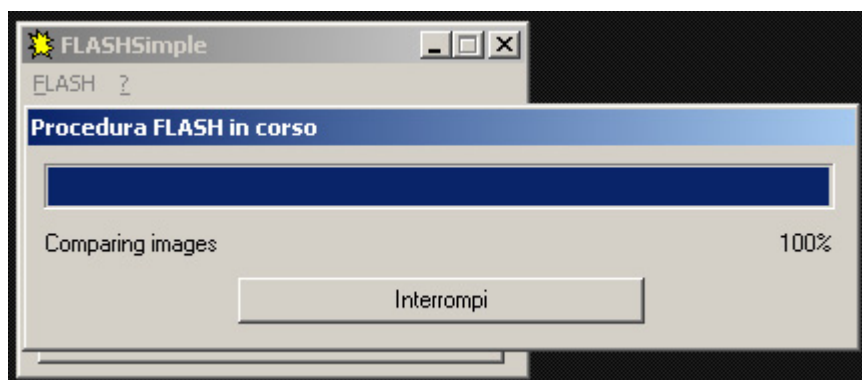 FLASHSimple
FLASH ?
Procedura FLASH in corso
Comparing images 100%
Interrompi